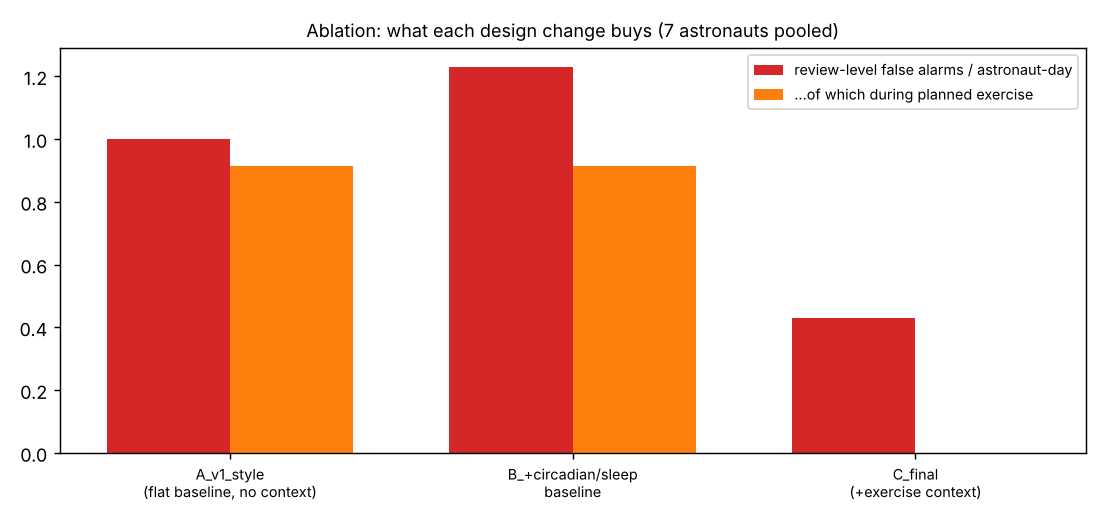 Ablation: what each design change buys (7 astronauts pooled)
review-level false alarms / astronaut-day
...of which during planned exercise
1.2
1.0
0.8
0.6
0.4
0.2
0.0
A_v1_style
(flat baseline, no context)
B_+circadian/sleep
baseline
C_final
(+exercise context)